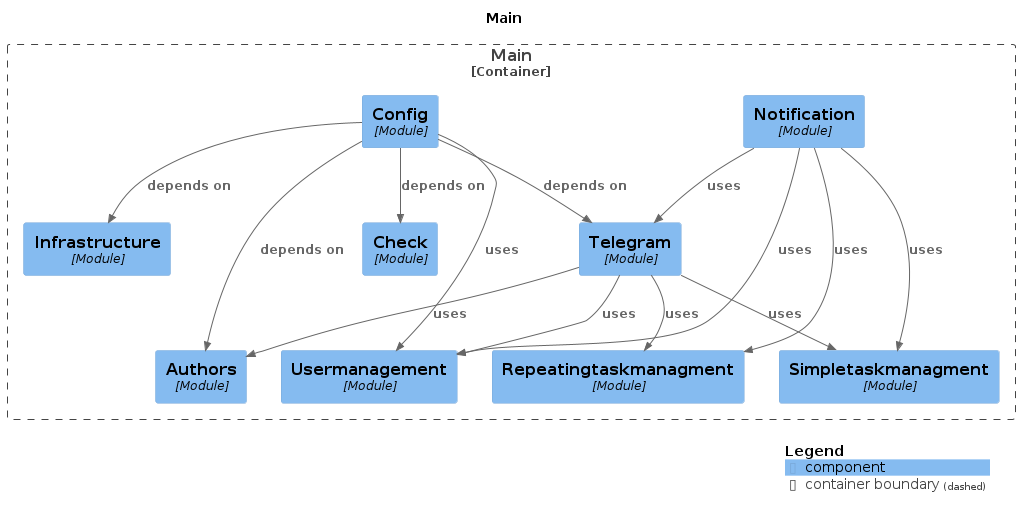 Main
Main
[Container]
Config
[Module]
Notification
[Module]
depends on
depends on
depends on
uses
Infrastructure
[Module]
Check
[Module]
Telegram
[Module]
depends on
uses
uses
uses
uses
uses
uses
uses
uses
Authors
[Module]
Usermanagement
[Module]
Repeatingtaskmanagment
[Module]
Simpletaskmanagment
[Module]
Legend
component
container boundary (dashed)